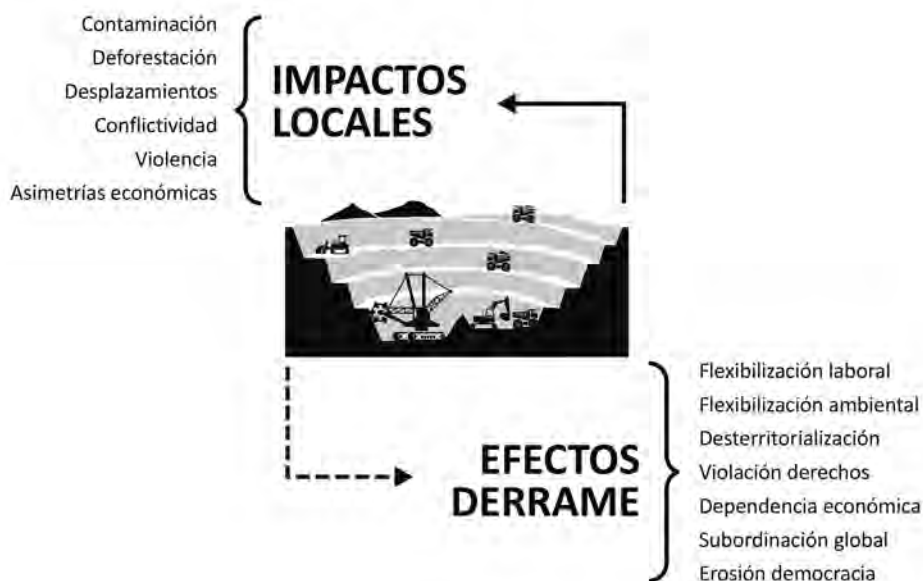 Contaminación
Deforestación
Desplazamientos
Conflictividad
Violencia
Asimetrías económicas
IMPACTOS
LOCALES
EFECTOS
DERRAME
Flexibilización laboral
Flexibilización ambiental
Desterritorialización
Violación derechos
Dependencia económica
Subordinación global
Erosión democracia